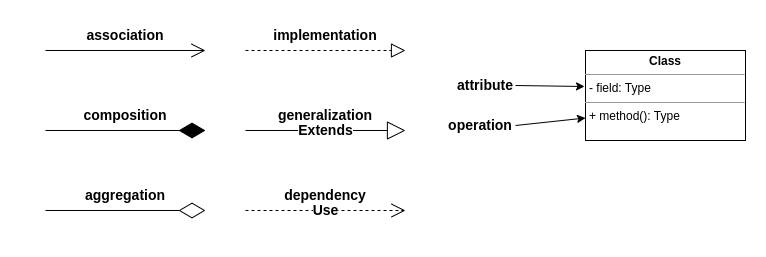 association
implementation
Class
attribute
- field: Type
composition
generalization
Extends
operation
+ method(): Type
aggregation
dependency
Use